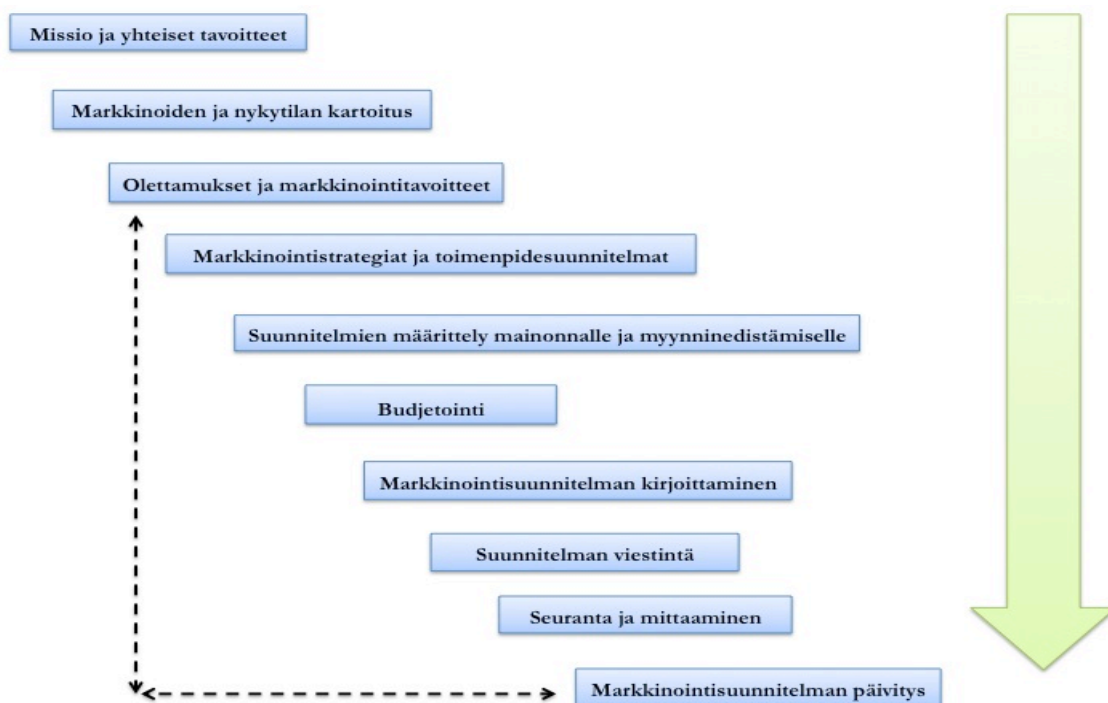 Missio ja yhteiset tavoitteet
Markkinoiden ja nykytilan kartoitus
Olettamukset ja markkinointitavoitteet
Markkinointistrategiat ja toimenpidesuunnitelmat
Suunnitelmien määrittely mainonnalle ja myynninedistämiselle
Budjetointi
Markkinointisuunnitelman kirjoittaminen
Suunnitelman viestintä
Seuranta ja mittaaminen
Markkinointisuunnitelman päivitys